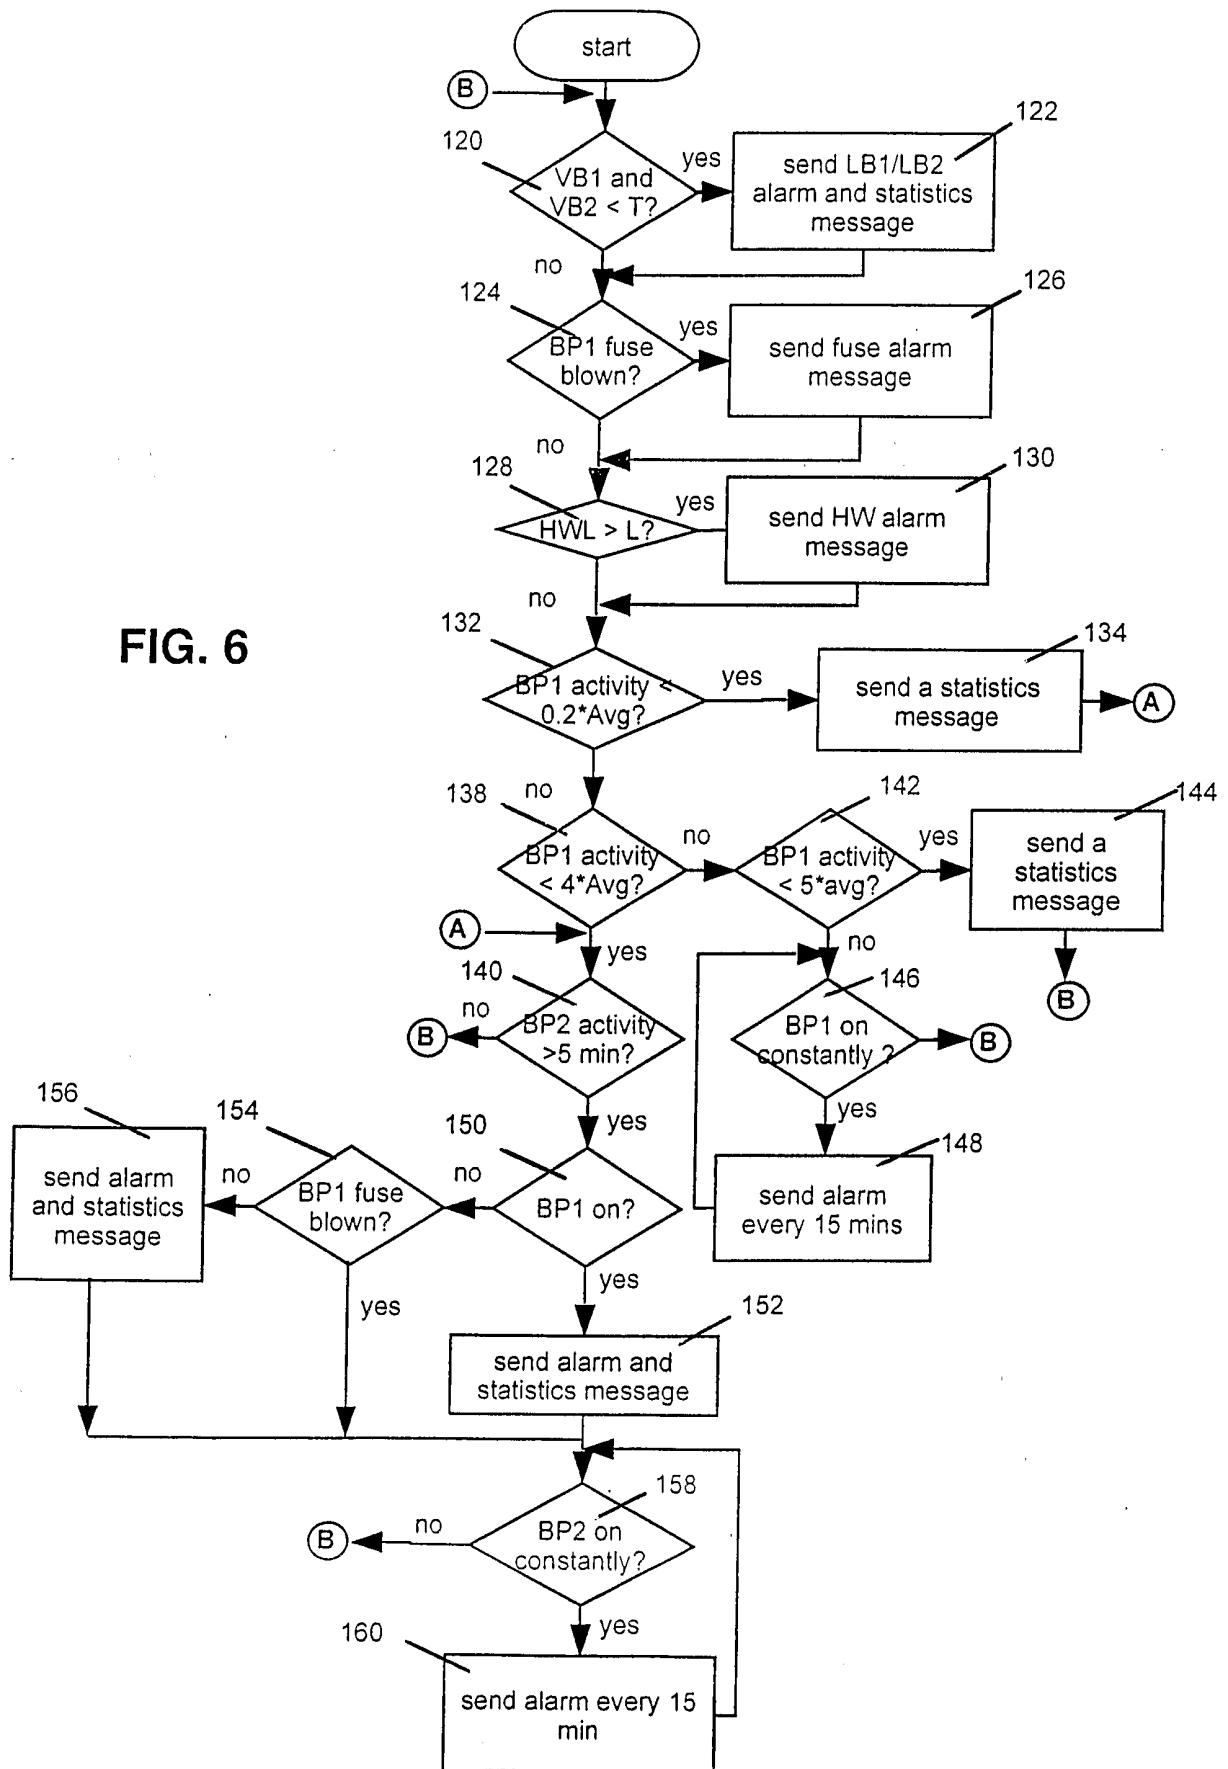 start
B
120
VB1 and
VB2 < T?
yes
122
send LB1/LB2
alarm and statistics
message
no
124
BP1 fuse
blown?
yes
126
send fuse alarm
message
no
128
HWL > L?
yes
130
send HW alarm
message
no
FIG. 6
132
BP1 activity <
0.2*Avg?
yes
134
send a statistics
message
A
no
138
BP1 activity
< 4*Avg?
no
142
BP1 activity
< 5*avg?
yes
144
send a
statistics
message
B
A
yes
no
140
BP2 activity
>5 min?
no
B
146
BP1 on
constantly ?
B
yes
148
send alarm
every 15 mins
yes
150
BP1 on?
no
154
BP1 fuse
blown?
no
156
send alarm
and statistics
message
yes
yes
152
send alarm and
statistics message
158
BP2 on
constantly?
no
B
yes
160
send alarm every 15
min